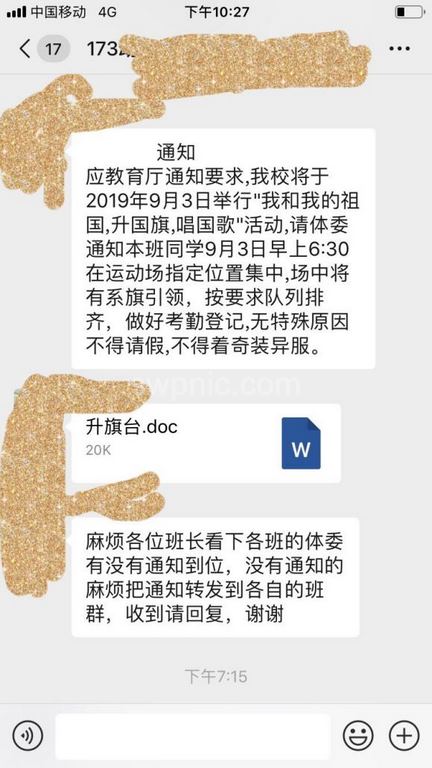 中国移动 4G 下午10:27
17 173
通知
应教育厅通知要求,我校将于
2019年9月3日举行"我和我的祖
国,升国旗,唱国歌"活动,请体委
通知本班同学9月3日早上6:30
在运动场指定位置集中,场中将
有系旗引领，按要求队列排
齐，做好考勤登记,无特殊原因
不得请假,不得着奇装异服。
升旗台.doc
20K
W
麻烦各位班长看下各班的体委
有没有通知到位，没有通知的
麻烦把通知转发到各自的班
群，收到请回复，谢谢
下午7:15